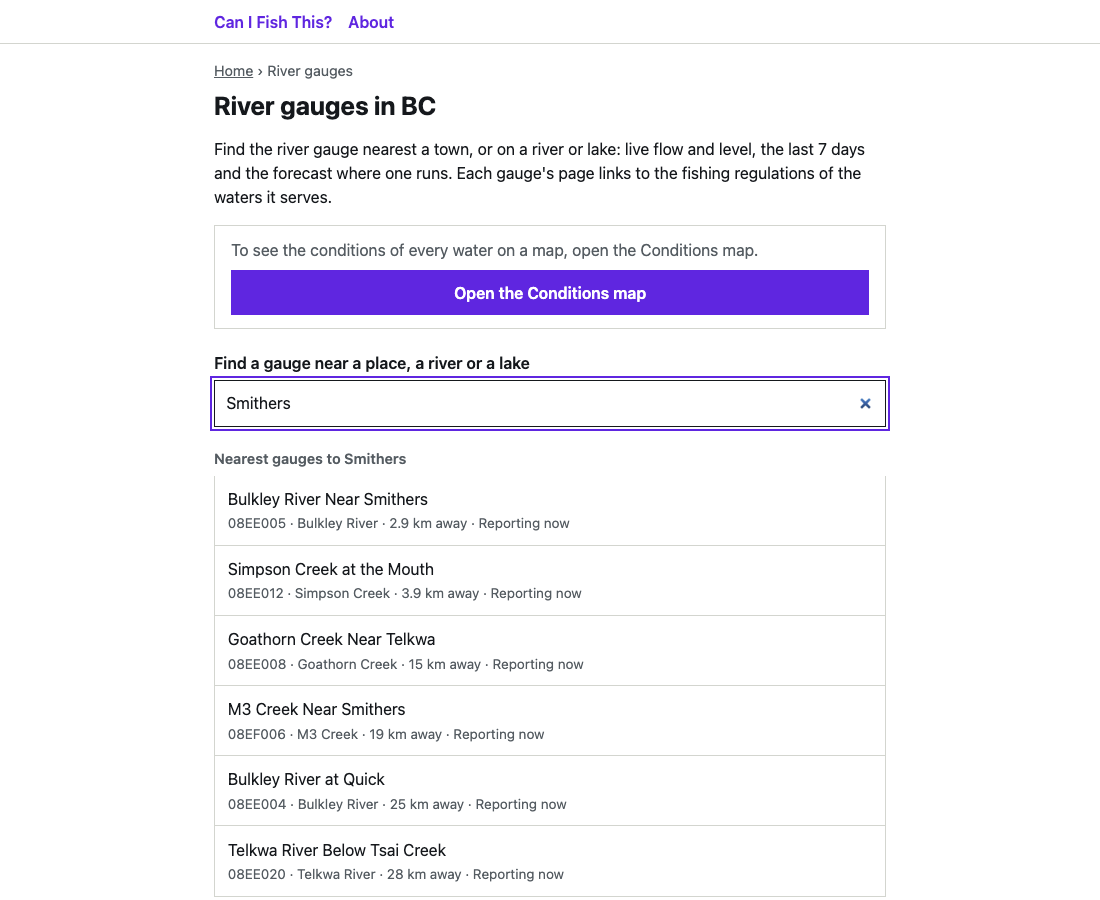 Can I Fish This? About
Home › River gauges
River gauges in BC
Find the river gauge nearest a town, or on a river or lake: live flow and level, the last 7 days
and the forecast where one runs. Each gauge's page links to the fishing regulations of the
waters it serves.
To see the conditions of every water on a map, open the Conditions map.
Open the Conditions map
Find a gauge near a place, a river or a lake
Smithers
Nearest gauges to Smithers
Bulkley River Near Smithers
08EE005 · Bulkley River · 2.9 km away · Reporting now
Simpson Creek at the Mouth
08EE012 · Simpson Creek · 3.9 km away · Reporting now
Goathorn Creek Near Telkwa
08EE008 · Goathorn Creek · 15 km away · Reporting now
M3 Creek Near Smithers
08EF006 · M3 Creek · 19 km away · Reporting now
Bulkley River at Quick
08EE004 · Bulkley River · 25 km away · Reporting now
Telkwa River Below Tsai Creek
08EE020 · Telkwa River · 28 km away · Reporting now